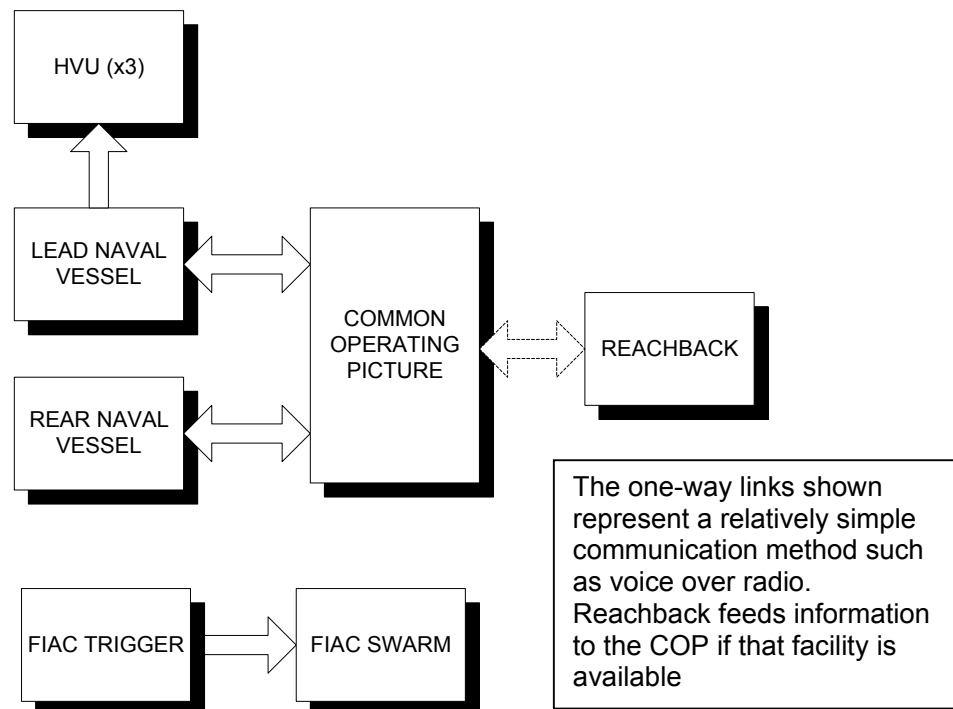 HVU (x3)
LEAD NAVAL
VESSEL
COMMON
OPERATING
PICTURE
REACHBACK
REAR NAVAL
VESSEL
The one-way links shown
represent a relatively simple
communication method such
as voice over radio.
Reachback feeds information
to the COP if that facility is
available
FIAC TRIGGER
FIAC SWARM